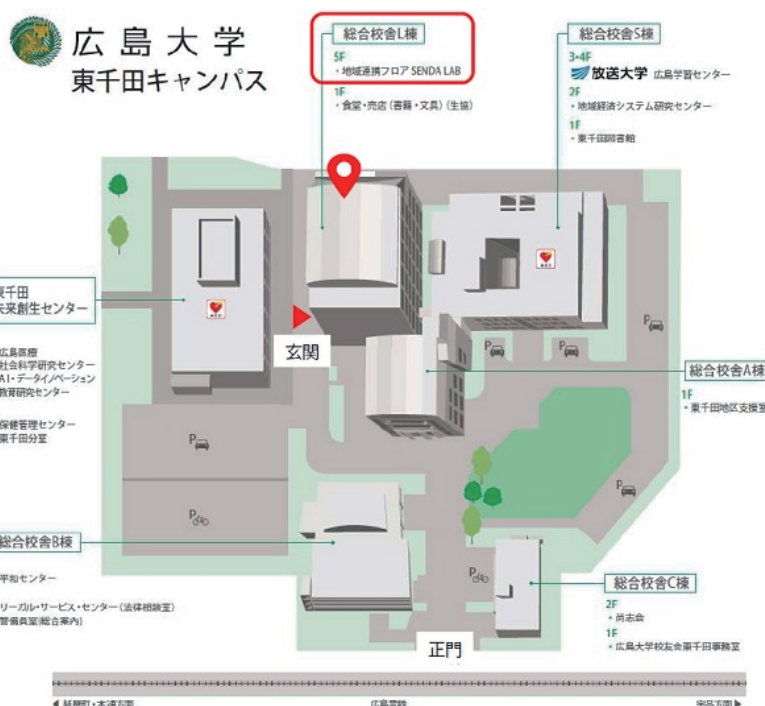 広島大学
東千田キャンパス
総合校舎L棟
5F
・地域連携フロア SENDA LAB
1F
・食堂・売店(書籍・文具)(生協)
総合校舎S棟
3・4F
放送大学 広島学習センター
2F
・地域経済システム研究センター
1F
・東千田図書館
東千田
未来創生センター
広島医療
社会科学研究センター
AI・データイノベーション
教育研究センター
保健管理センター
東千田分室
玄関
総合校舎A棟
1F
・東千田地区支援室
P
P
P
P
P
P
P
総合校舎B棟
平和センター
リーガル・サービス・センター(法律相談室)
警備員室(総合案内)
総合校舎C棟
2F
・尚志会
1F
・広島大学校友会東千田事務室
正門
紙屋町・本通方面
広島電鉄
宇品方面